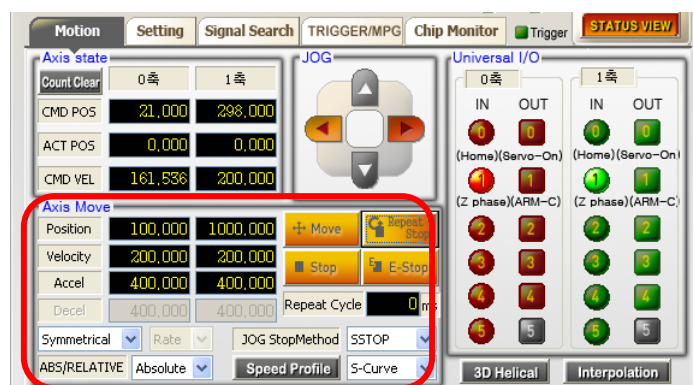 Motion Setting Signal Search TRIGGER/MPG Chip Monitor Trigger STATUS VIEW
Axis state
Count Clear 0축 1축
CMD POS 21,000 298,000
ACT POS 0,000 0,000
CMD VEL 161,536 200,000
JOG
Universal I/O
0축 1축
IN OUT IN OUT
0 0 0 0
(Home)(Servo-On) (Home)(Servo-On)
1 1 1 1
(Z phase)(ARM-C) (Z phase)(ARM-C)
2 2 2 2
3 3 3 3
4 4 4 4
5 5 5 5
Axis Move
Position 100,000 1000,000 Move Repeat Stop
Velocity 200,000 200,000 Stop E-Stop
Accel 400,000 400,000
Decel 400,000 400,000 Repeat Cycle 0 ms
Symmetrical Rate JOG StopMethod SSTOP
ABS/RELATIVE Absolute Speed Profile S-Curve
3D Helical Interpolation